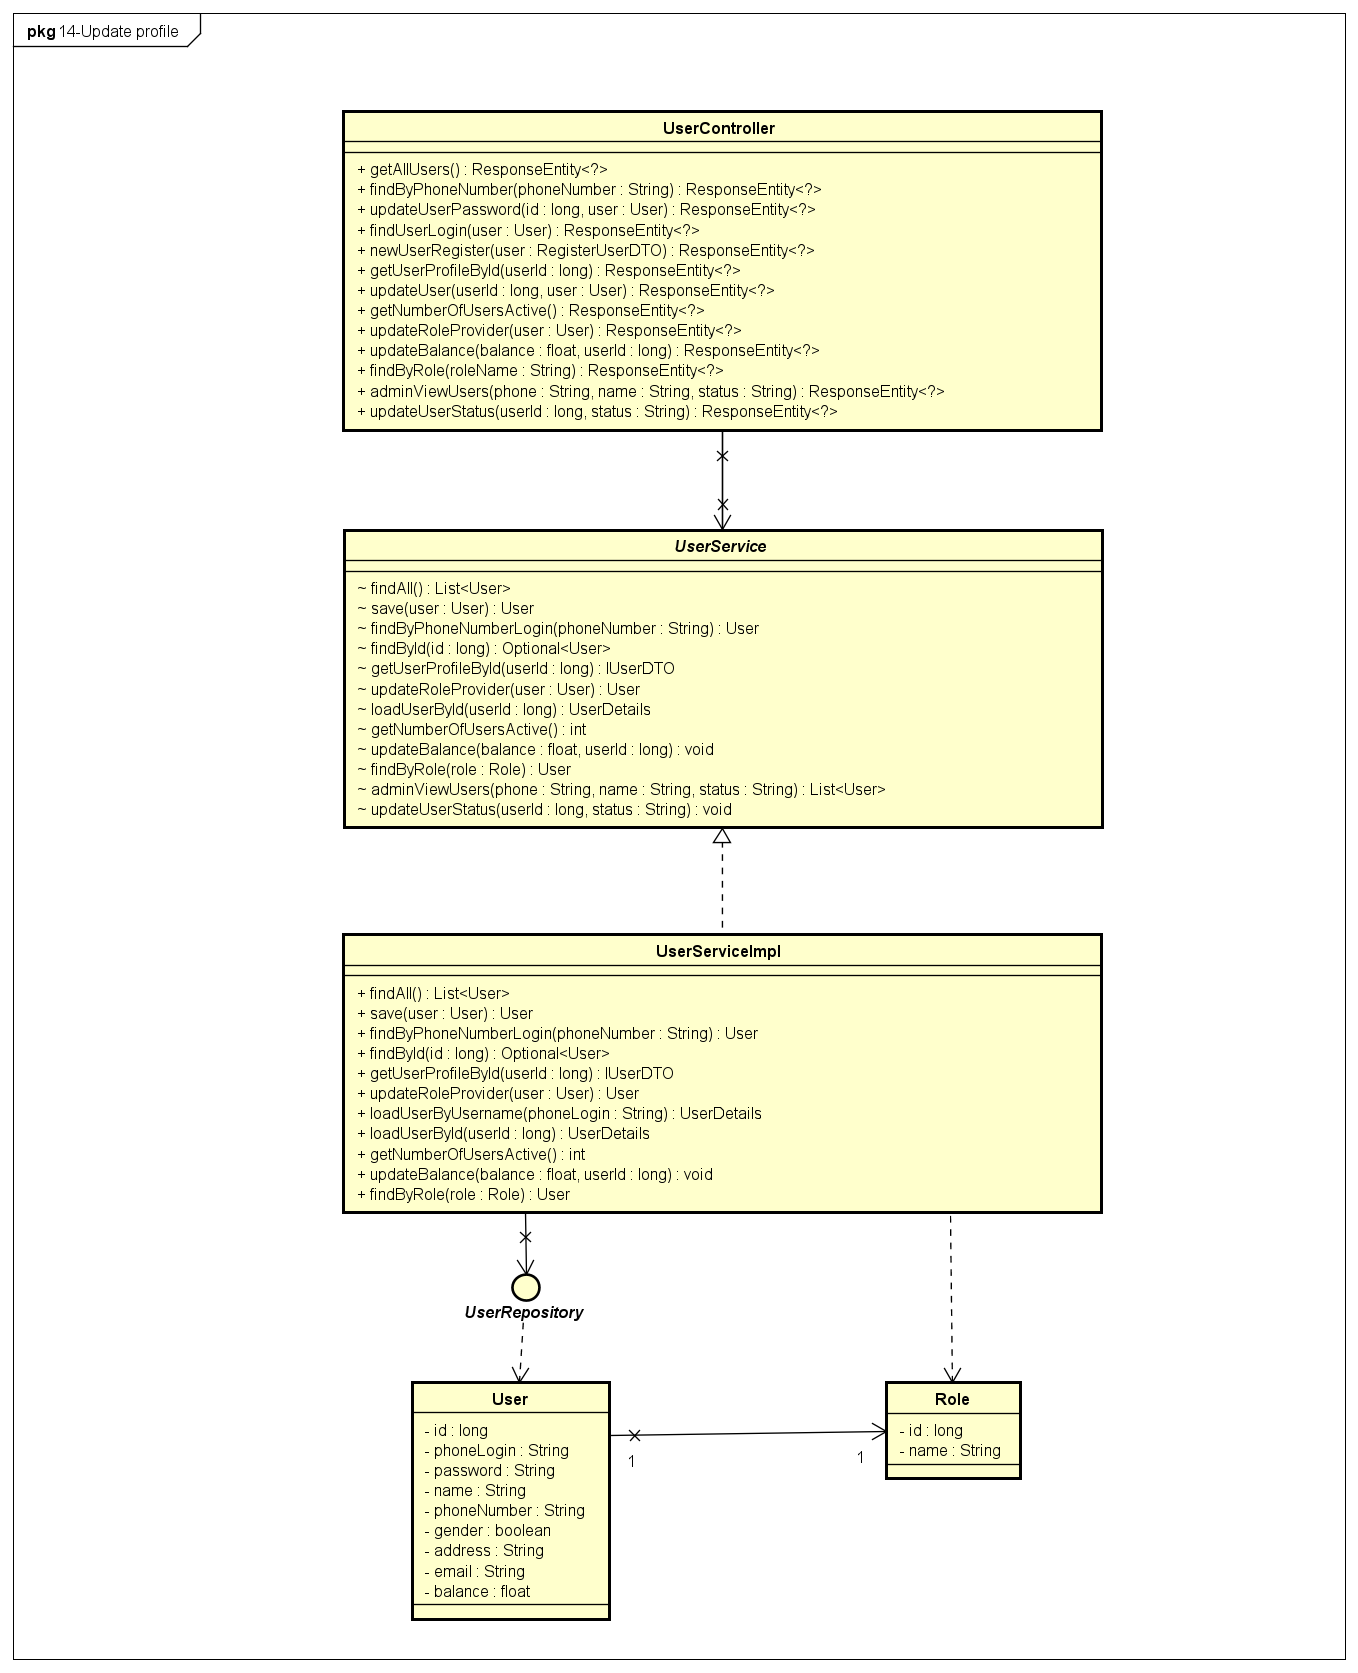 pkg 14-Update profile
UserController
+ getAllUsers() : ResponseEntity<?>
+ findByPhoneNumber(phoneNumber : String) : ResponseEntity<?>
+ updateUserPassword(id : long, user : User) : ResponseEntity<?>
+ findUserLogin(user : User) : ResponseEntity<?>
+ newUserRegister(user : RegisterUserDTO) : ResponseEntity<?>
+ getUserProfileById(userId : long) : ResponseEntity<?>
+ updateUser(userId : long, user : User) : ResponseEntity<?>
+ getNumberOfUsersActive() : ResponseEntity<?>
+ updateRoleProvider(user : User) : ResponseEntity<?>
+ updateBalance(balance : float, userId : long) : ResponseEntity<?>
+ findByRole(roleName : String) : ResponseEntity<?>
+ adminViewUsers(phone : String, name : String, status : String) : ResponseEntity<?>
+ updateUserStatus(userId : long, status : String) : ResponseEntity<?>
UserService
~ findAll() : List<User>
~ save(user : User) : User
~ findByPhoneNumberLogin(phoneNumber : String) : User
~ findById(id : long) : Optional<User>
~ getUserProfileById(userId : long) : IUserDTO
~ updateRoleProvider(user : User) : User
~ loadUserById(userId : long) : UserDetails
~ getNumberOfUsersActive() : int
~ updateBalance(balance : float, userId : long) : void
~ findByRole(role : Role) : User
~ adminViewUsers(phone : String, name : String, status : String) : List<User>
~ updateUserStatus(userId : long, status : String) : void
UserServiceImpl
+ findAll() : List<User>
+ save(user : User) : User
+ findByPhoneNumberLogin(phoneNumber : String) : User
+ findById(id : long) : Optional<User>
+ getUserProfileById(userId : long) : IUserDTO
+ updateRoleProvider(user : User) : User
+ loadUserByUsername(phoneLogin : String) : UserDetails
+ loadUserById(userId : long) : UserDetails
+ getNumberOfUsersActive() : int
+ updateBalance(balance : float, userId : long) : void
+ findByRole(role : Role) : User
UserRepository
User
- id : long
- phoneLogin : String
- password : String
- name : String
- phoneNumber : String
- gender : boolean
- address : String
- email : String
- balance : float
1
1
Role
- id : long
- name : String